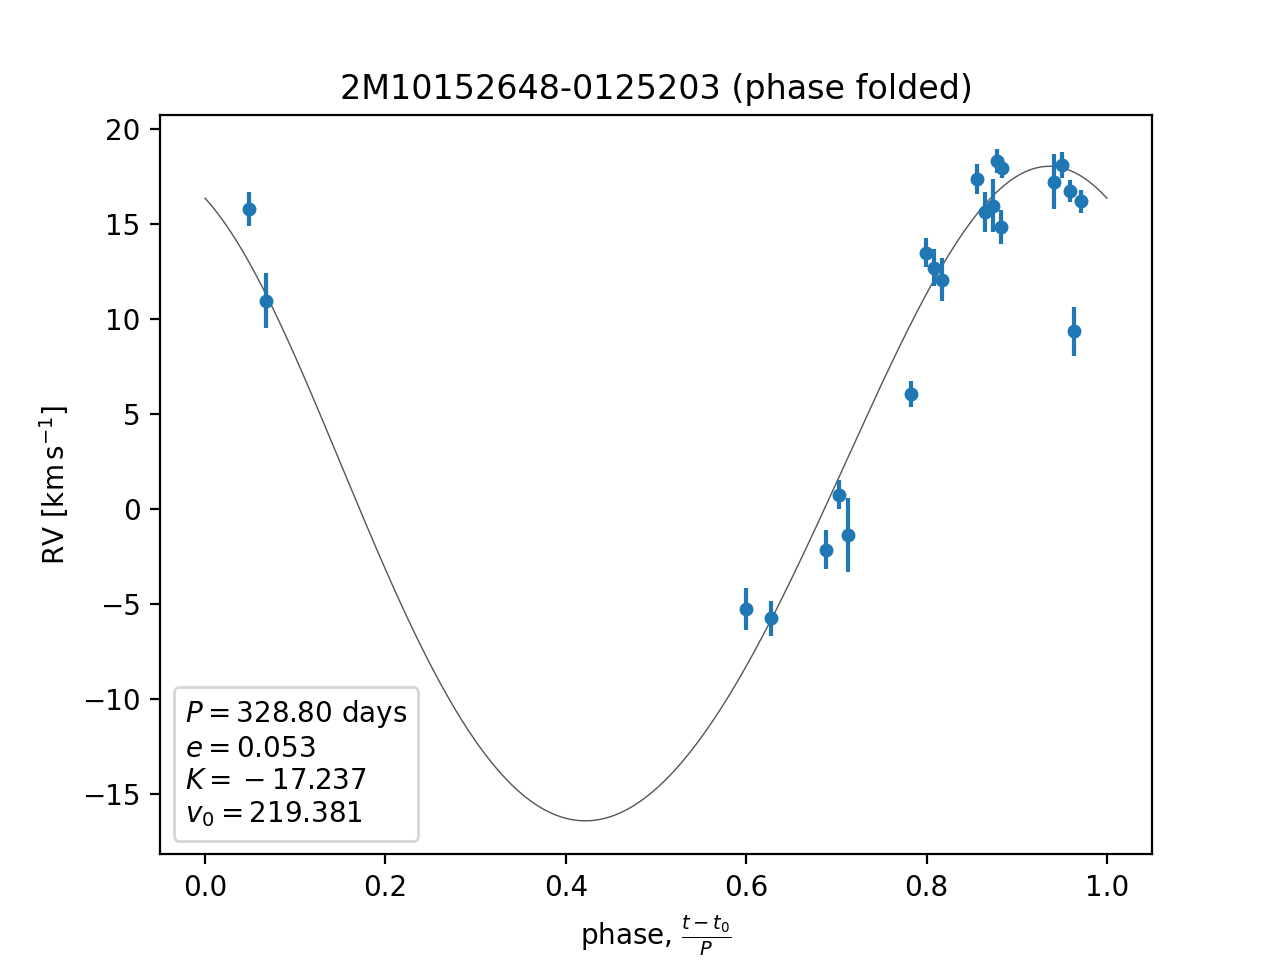 2M10152648-0125203 (phase folded)
20
15
10
5
0
−5
−10
−15
RV [km s⁻¹]
P = 328.80 days
e = 0.053
K = −17.237
v₀ = 219.381
0.0 0.2 0.4 0.6 0.8 1.0
phase, (t − t₀)/P